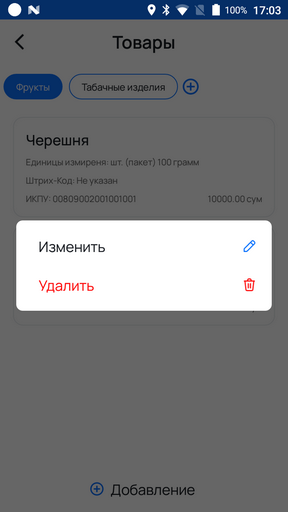 100% 17:03
Товары
Фрукты Табачные изделия
Черешня
Единицы измиреня: шт. (пакет) 100 грамм
Штрих-Код: Не указан
ИКПУ: 00809002001001001 10000.00 сум
Изменить
Удалить
Добавление